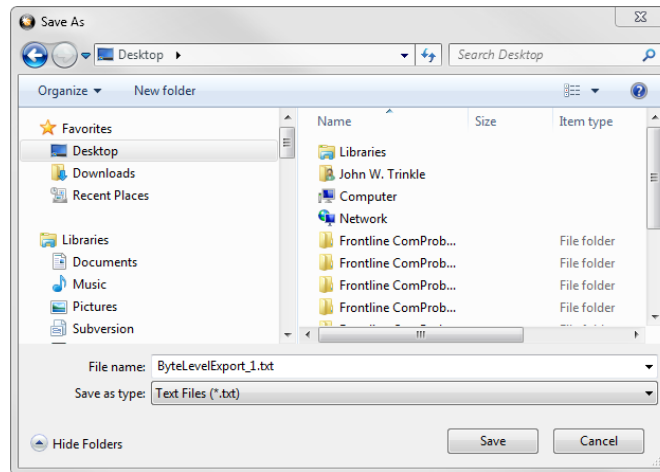 Save As
Desktop
Search Desktop
Organize New folder
Name Size Item type
Favorites
Desktop
Downloads
Recent Places
Libraries
Documents
Music
Pictures
Subversion
Libraries
John W. Trinkle
Computer
Network
Frontline ComProb... File folder
Frontline ComProb... File folder
Frontline ComProb... File folder
Frontline ComProb... File folder
File name: ByteLevelExport_1.txt
Save as type: Text Files (*.txt)
Hide Folders Save Cancel